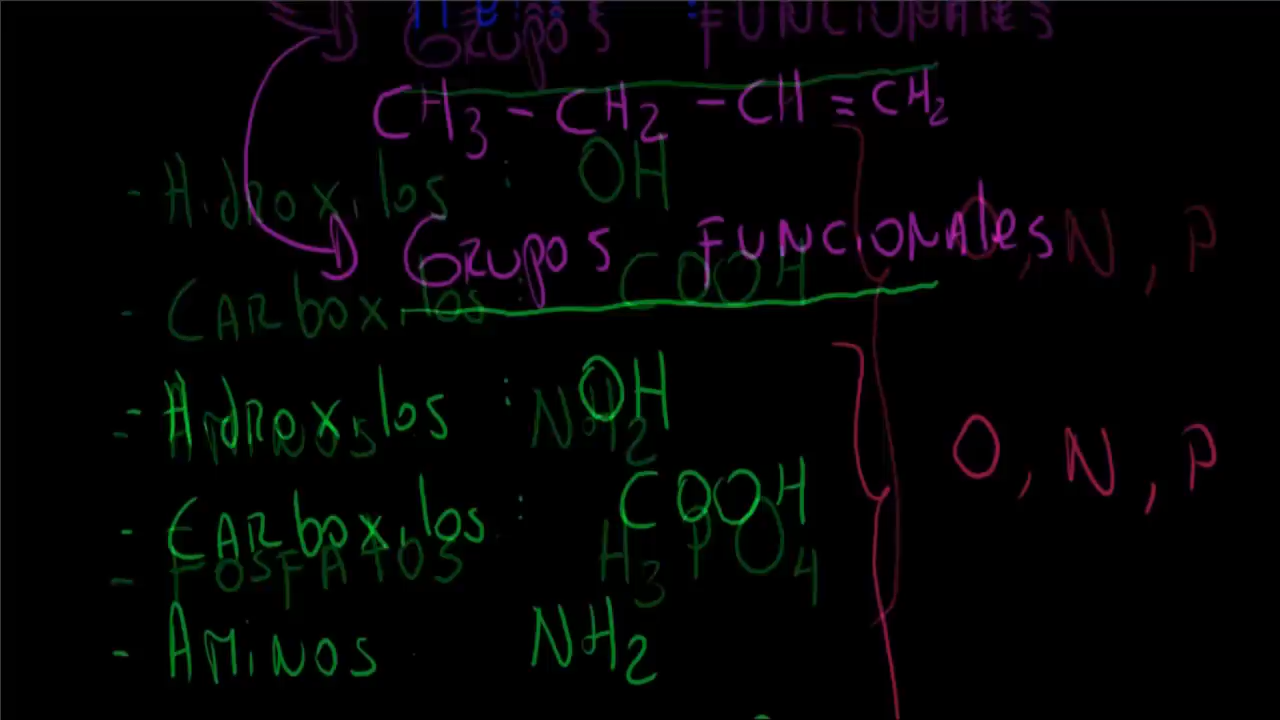 Grupos FUNCIONAles
CH3 - CH2 - CH = CH2
- Hidroxilos : OH
Grupos FUNCIONAles O, N, P
- CARboxilos : COOH
- Hidroxilos : OH
- AMiNOS NH2
O, N, P
- CARboxilos : COOH
- FOSFATOS H3PO4
- AMiNOS NH2